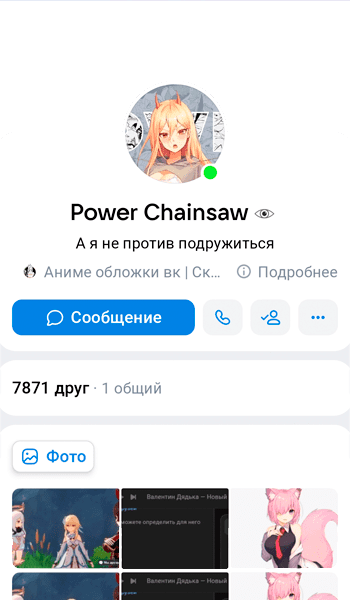 Power Chainsaw
А я не против подружиться
Аниме обложки вк | Ск... Подробнее
Сообщение
7871 друг · 1 общий
Фото
Валентин Дядька — Новый
можете определить для него
Валентин Дядька — Новый